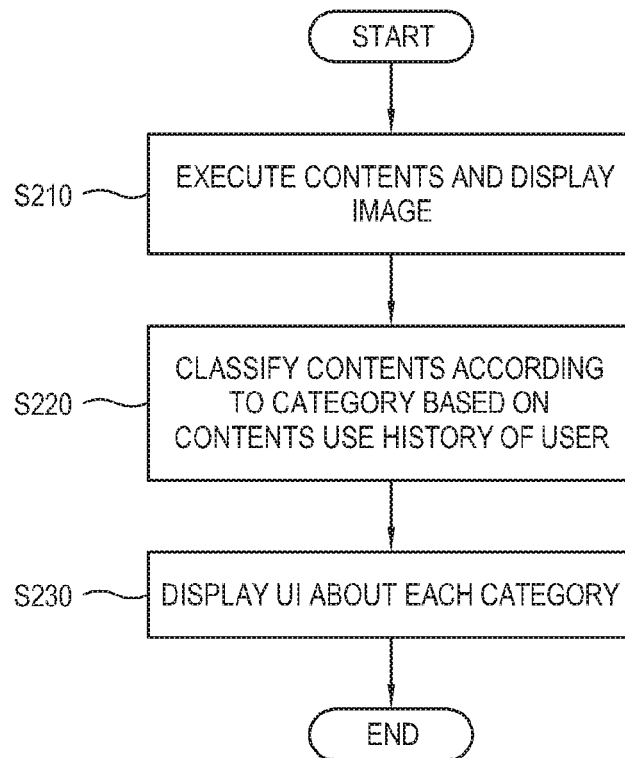 START
S210
EXECUTE CONTENTS AND DISPLAY
IMAGE
S220
CLASSIFY CONTENTS ACCORDING
TO CATEGORY BASED ON
CONTENTS USE HISTORY OF USER
S230
DISPLAY UI ABOUT EACH CATEGORY
END